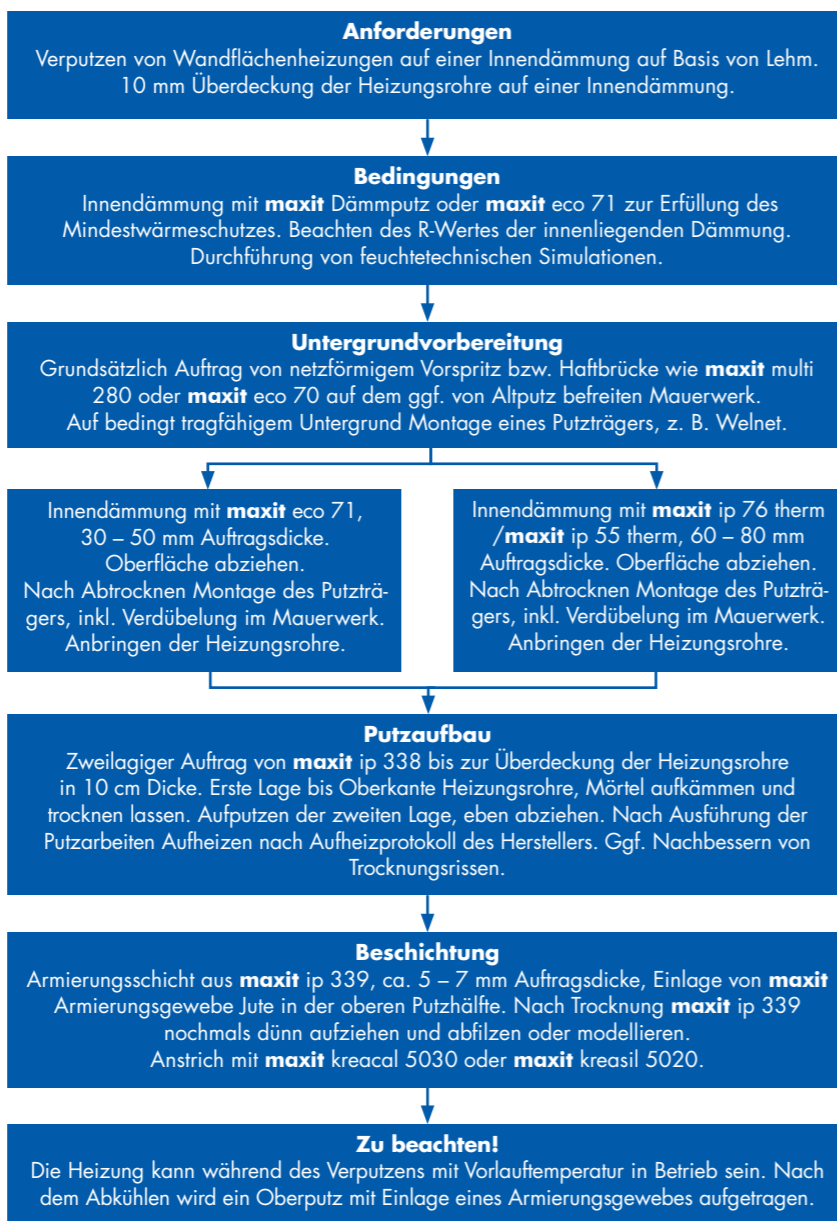 Anforderungen
Verputzen von Wandflächenheizungen auf einer Innendämmung auf Basis von Lehm.
10 mm Überdeckung der Heizungsrohre auf einer Innendämmung.
Bedingungen
Innendämmung mit maxit Dämmputz oder maxit eco 71 zur Erfüllung des
Mindestwärmeschutzes. Beachten des R-Wertes der innenliegenden Dämmung.
Durchführung von feuchtetechnischen Simulationen.
Untergrundvorbereitung
Grundsätzlich Auftrag von netzförmigem Vorspritz bzw. Haftbrücke wie maxit multi
280 oder maxit eco 70 auf dem ggf. von Altputz befreiten Mauerwerk.
Auf bedingt tragfähigem Untergrund Montage eines Putzträgers, z. B. Welnet.
Innendämmung mit maxit eco 71,
30 – 50 mm Auftragsdicke.
Oberfläche abziehen.
Nach Abtrocknen Montage des Putzträ-
gers, inkl. Verdübelung im Mauerwerk.
Anbringen der Heizungsrohre.
Innendämmung mit maxit ip 76 therm
/maxit ip 55 therm, 60 – 80 mm
Auftragsdicke. Oberfläche abziehen.
Nach Abtrocknen Montage des Putzträ-
gers, inkl. Verdübelung im Mauerwerk.
Anbringen der Heizungsrohre.
Putzaufbau
Zweilagiger Auftrag von maxit ip 338 bis zur Überdeckung der Heizungsrohre
in 10 cm Dicke. Erste Lage bis Oberkante Heizungsrohre, Mörtel aufkämmen und
trocknen lassen. Aufputzen der zweiten Lage, eben abziehen. Nach Ausführung der
Putzarbeiten Aufheizen nach Aufheizprotokoll des Herstellers. Ggf. Nachbessern von
Trocknungsrissen.
Beschichtung
Armierungsschicht aus maxit ip 339, ca. 5 – 7 mm Auftragsdicke, Einlage von maxit
Armierungsgewebe Jute in der oberen Putzhälfte. Nach Trocknung maxit ip 339
nochmals dünn aufziehen und abfilzen oder modellieren.
Anstrich mit maxit kreacal 5030 oder maxit kreasil 5020.
Zu beachten!
Die Heizung kann während des Verputzens mit Vorlauftemperatur in Betrieb sein. Nach
dem Abkühlen wird ein Oberputz mit Einlage eines Armierungsgewebes aufgetragen.